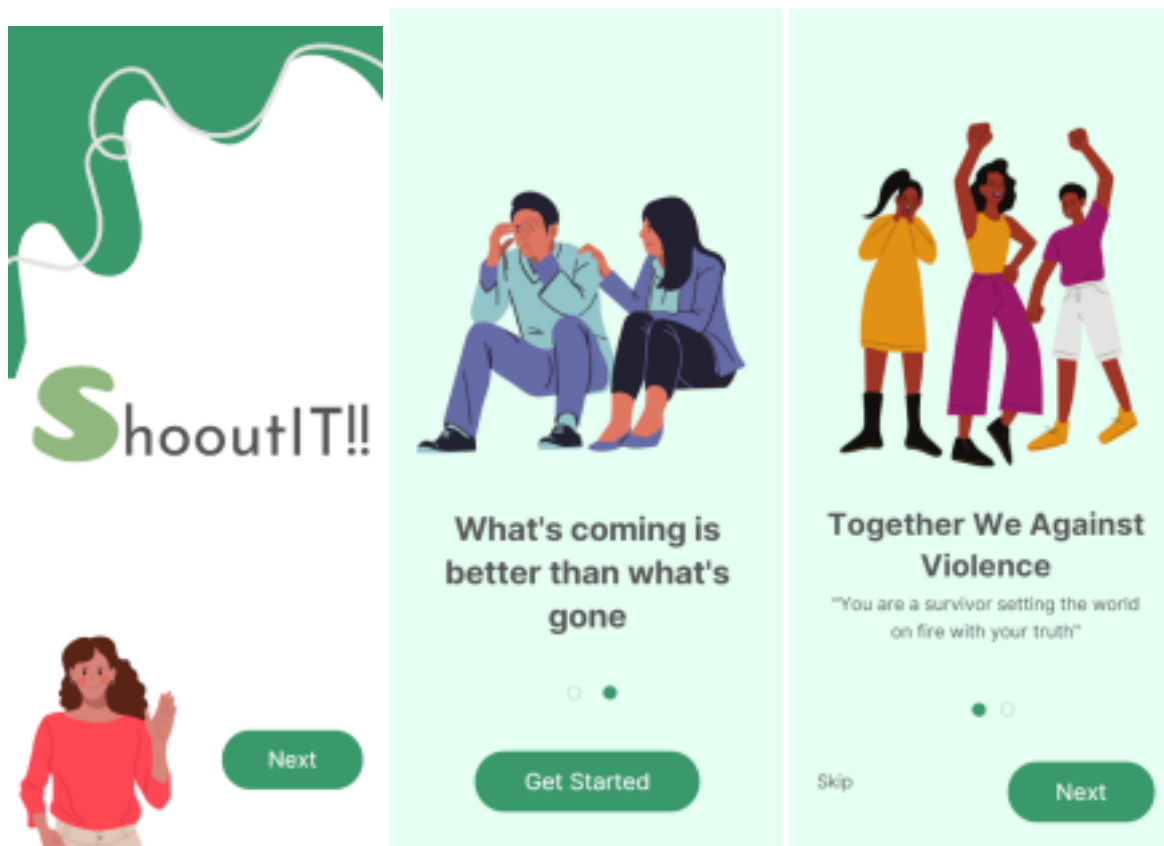 ShooutIT!!
Next
What's coming is
better than what's
gone
Get Started
Together We Against
Violence
"You are a survivor setting the world
on fire with your truth"
Skip
Next